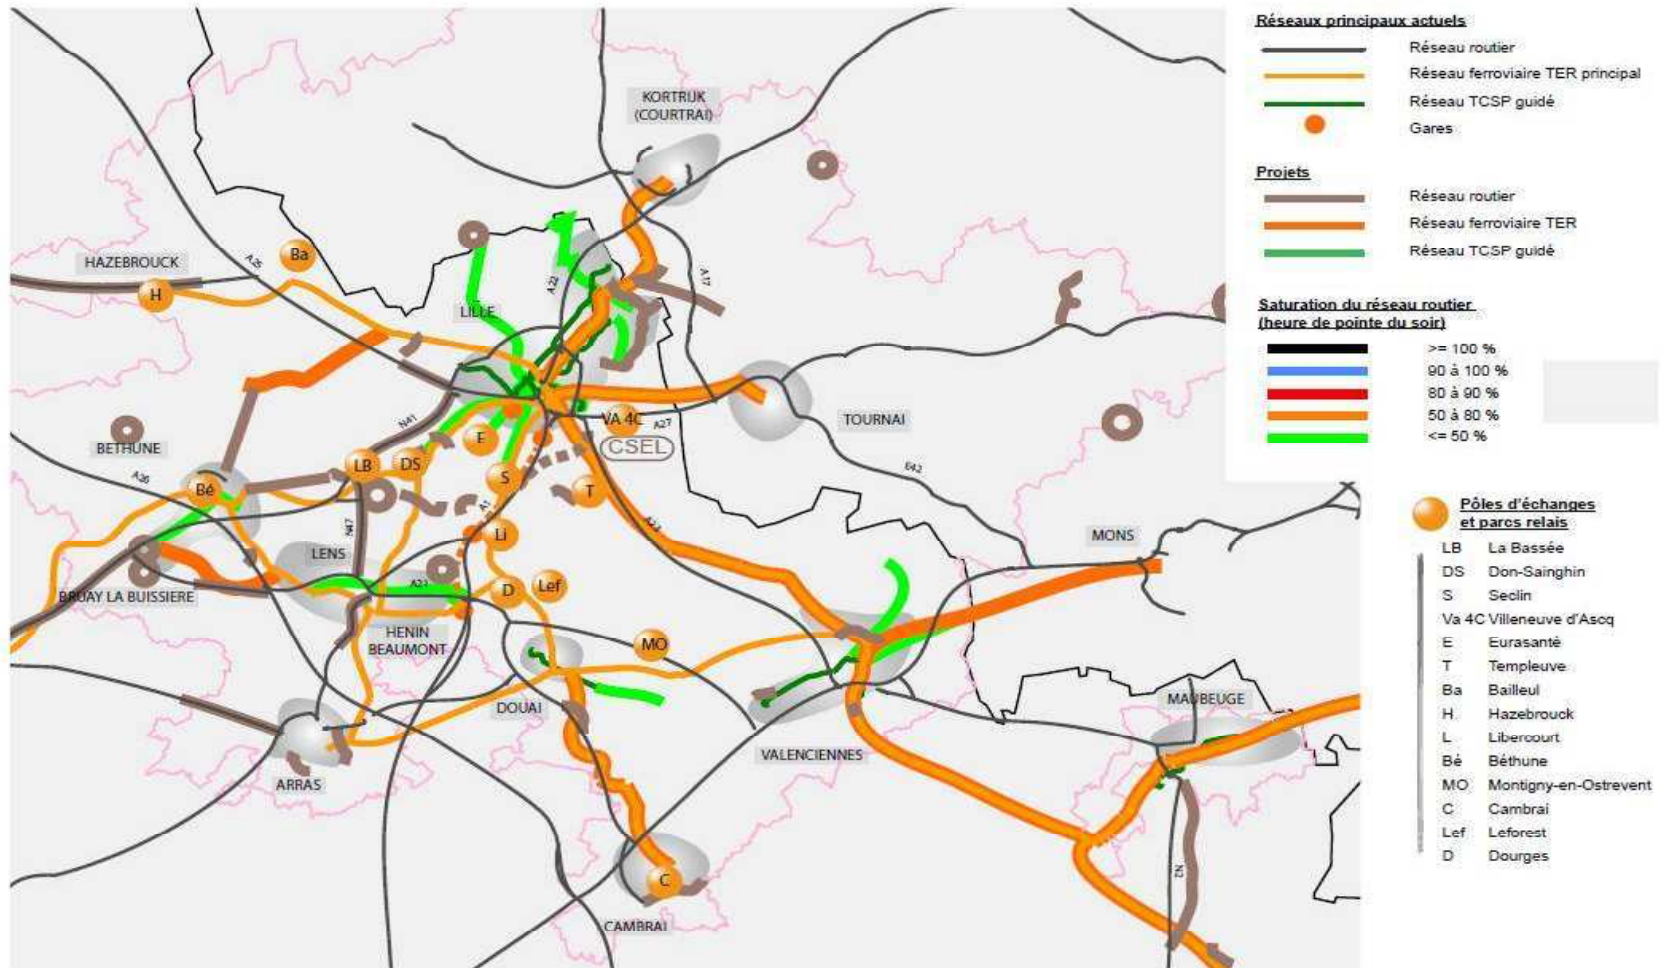 KORTRIJK
(COURTRAI)
HAZEBROUCK
Ba
H
A25
A22
A17
LILLE
N41
VA 4C
A27
CSEL
TOURNAI
E42
BETHUNE
A26
Bé
LB
DS
E
S
T
A1
A23
N47
Li
LENS
A21
D
Lef
MONS
BRUAY LA BUISSIERE
HENIN
BEAUMONT
MO
DOUAI
VALENCIENNES
MAUBEUGE
ARRAS
N2
C
CAMBRAI
Réseaux principaux actuels
Réseau routier
Réseau ferroviaire TER principal
Réseau TCSP guidé
Gares
Projets
Réseau routier
Réseau ferroviaire TER
Réseau TCSP guidé
Saturation du réseau routier
(heure de pointe du soir)
>= 100 %
90 à 100 %
80 à 90 %
50 à 80 %
<= 50 %
Pôles d'échanges
et parcs relais
LB La Bassée
DS Don-Sainghin
S Seclin
Va 4C Villeneuve d'Ascq
E Eurasanté
T Templeuve
Ba Bailleul
H Hazebrouck
L Libercourt
Bé Béthune
MO Montigny-en-Ostrevent
C Cambrai
Lef Leforest
D Dourges